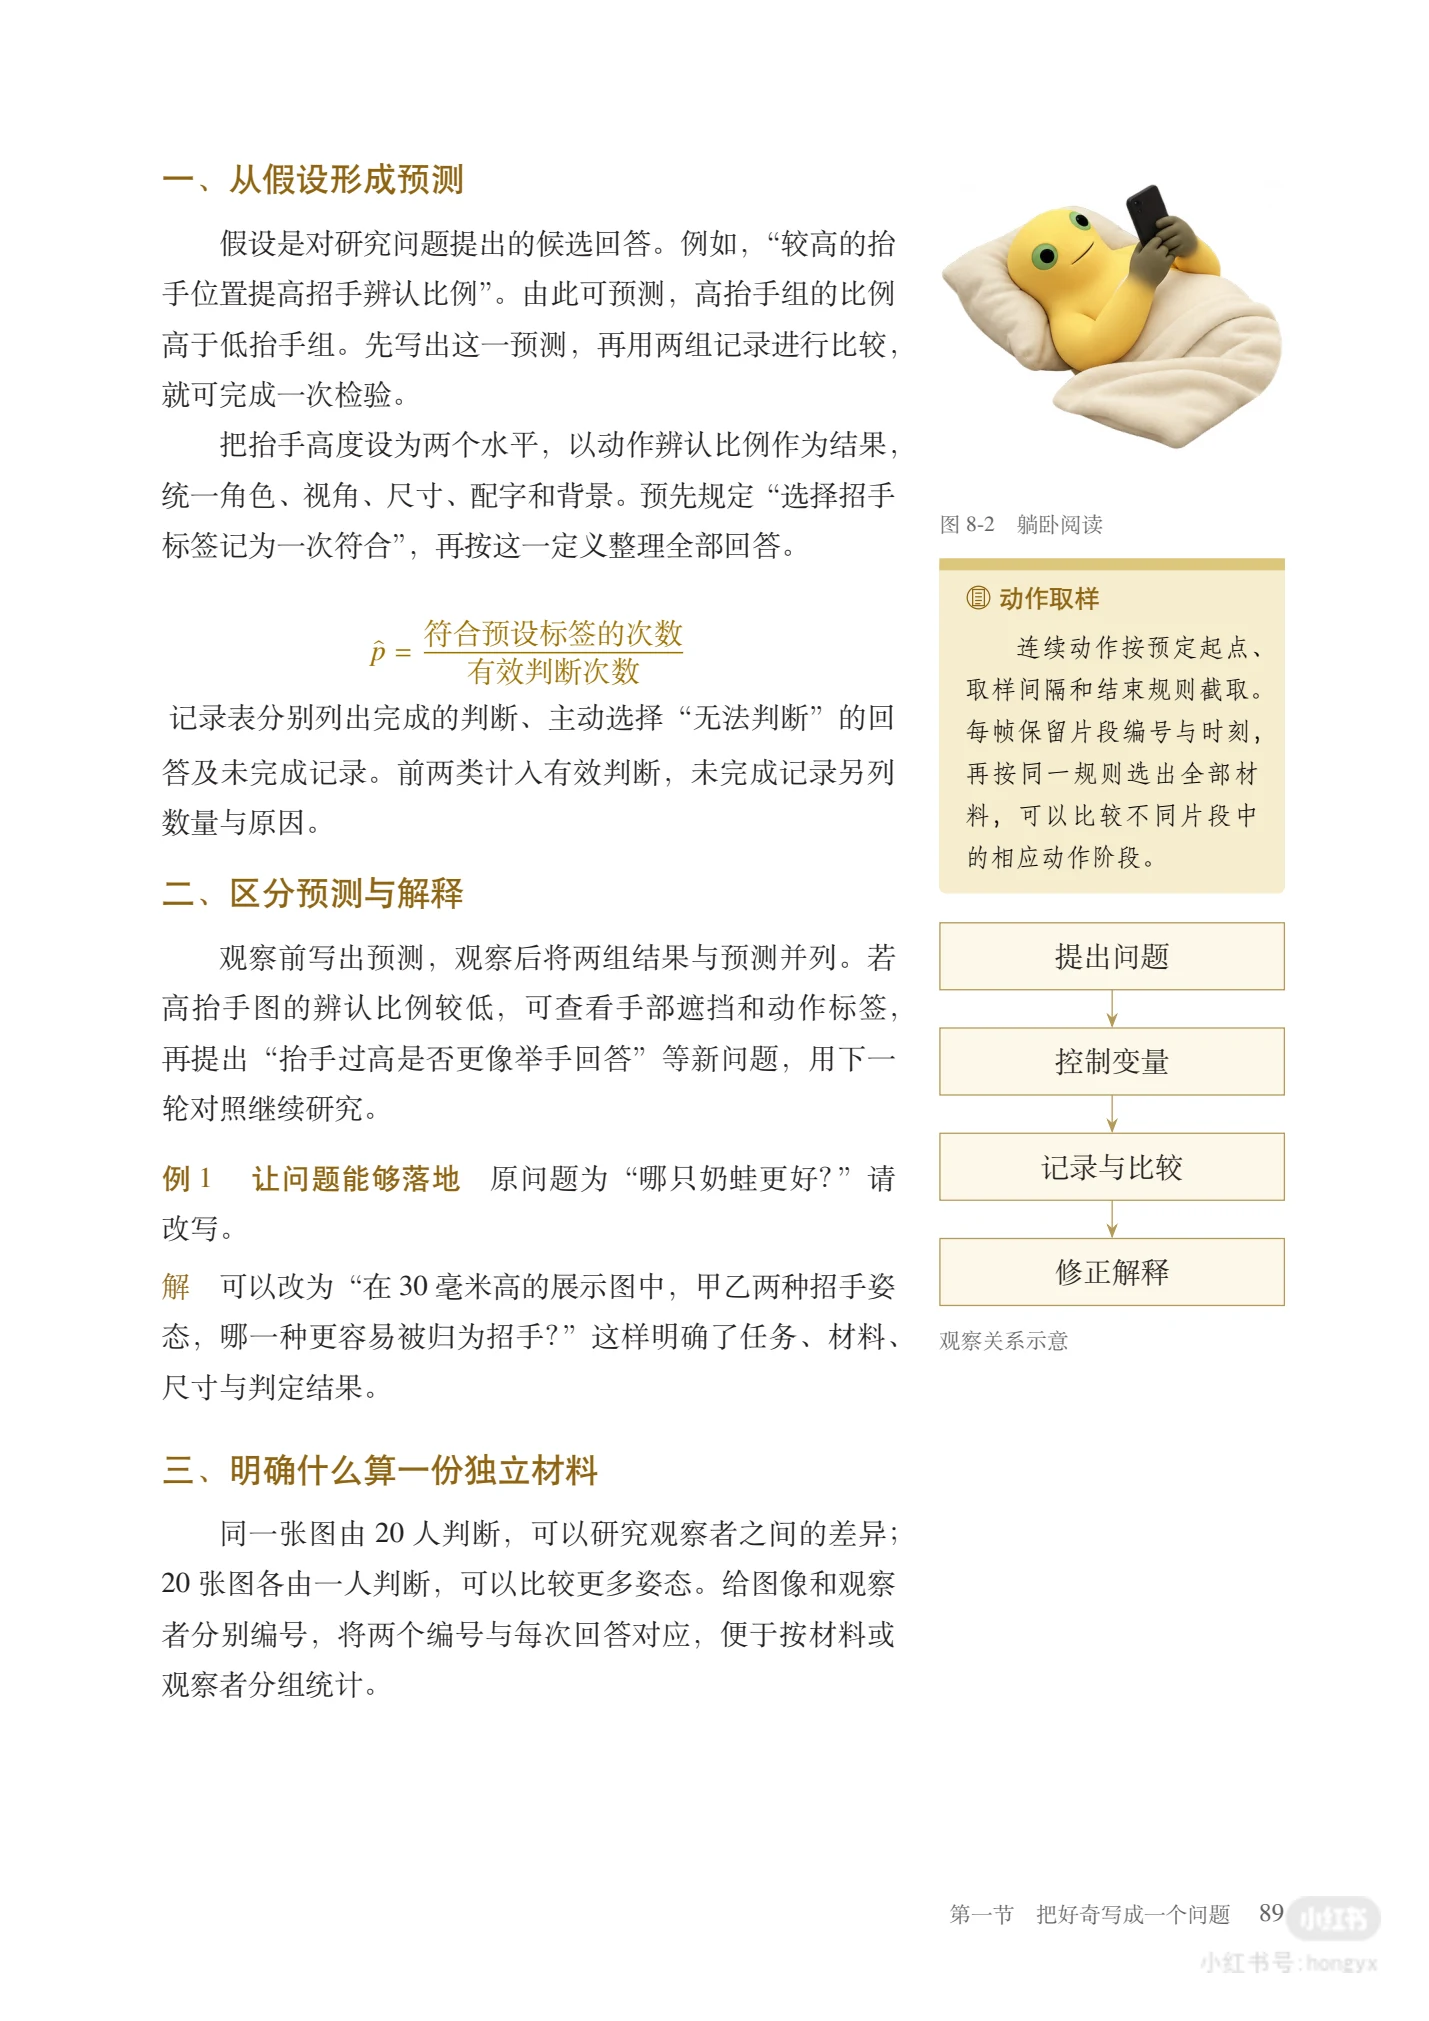 一、从假设形成预测
假设是对研究问题提出的候选回答。例如，“较高的抬
手位置提高招手辨认比例”。由此可预测，高抬手组的比例
高于低抬手组。先写出这一预测，再用两组记录进行比较，
就可完成一次检验。
把抬手高度设为两个水平，以动作辨认比例作为结果，
统一角色、视角、尺寸、配字和背景。预先规定“选择招手
标签记为一次符合”，再按这一定义整理全部回答。
p̂ = 符合预设标签的次数
有效判断次数
记录表分别列出完成的判断、主动选择“无法判断”的回
答及未完成记录。前两类计入有效判断，未完成记录另列
数量与原因。
二、区分预测与解释
观察前写出预测，观察后将两组结果与预测并列。若
高抬手图的辨认比例较低，可查看手部遮挡和动作标签，
再提出“抬手过高是否更像举手回答”等新问题，用下一
轮对照继续研究。
例 1 让问题能够落地 原问题为“哪只奶蛙更好？”请
改写。
解 可以改为“在 30 毫米高的展示图中，甲乙两种招手姿
态，哪一种更容易被归为招手？”这样明确了任务、材料、
尺寸与判定结果。
三、明确什么算一份独立材料
同一张图由 20 人判断，可以研究观察者之间的差异；
20 张图各由一人判断，可以比较更多姿态。给图像和观察
者分别编号，将两个编号与每次回答对应，便于按材料或
观察者分组统计。
图 8-2 躺卧阅读
动作取样
连续动作按预定起点、
取样间隔和结束规则截取。
每帧保留片段编号与时刻，
再按同一规则选出全部材
料，可以比较不同片段中
的相应动作阶段。
提出问题
控制变量
记录与比较
修正解释
观察关系示意
第一节 把好奇写成一个问题 89
小红书
小红书号:hongyx